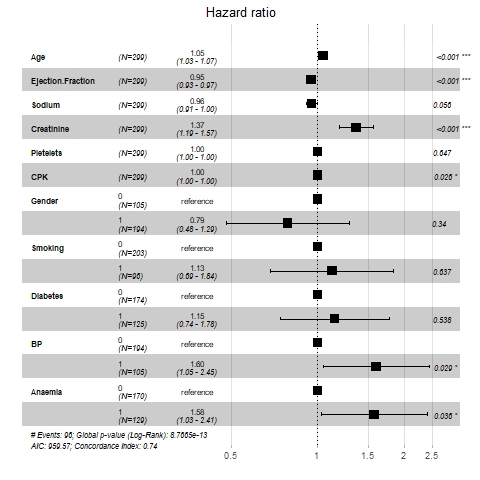 Hazard ratio
Age (N=299) 1.05 (1.03 - 1.07) <0.001 ***
Ejection.Fraction (N=299) 0.95 (0.93 - 0.97) <0.001 ***
Sodium (N=299) 0.96 (0.91 - 1.00) 0.056
Creatinine (N=299) 1.37 (1.19 - 1.57) <0.001 ***
Pletelets (N=299) 1.00 (1.00 - 1.00) 0.647
CPK (N=299) 1.00 (1.00 - 1.00) 0.026 *
Gender 0 (N=105) reference
1 (N=194) 0.79 (0.48 - 1.29) 0.34
Smoking 0 (N=203) reference
1 (N=96) 1.13 (0.69 - 1.84) 0.637
Diabetes 0 (N=174) reference
1 (N=125) 1.15 (0.74 - 1.78) 0.538
BP 0 (N=194) reference
1 (N=105) 1.60 (1.05 - 2.45) 0.029 *
Anaemia 0 (N=170) reference
1 (N=129) 1.58 (1.03 - 2.41) 0.036 *
# Events: 96; Global p-value (Log-Rank): 8.7665e-13
AIC: 959.57; Concordance Index: 0.74
0.5 1 1.5 2 2.5